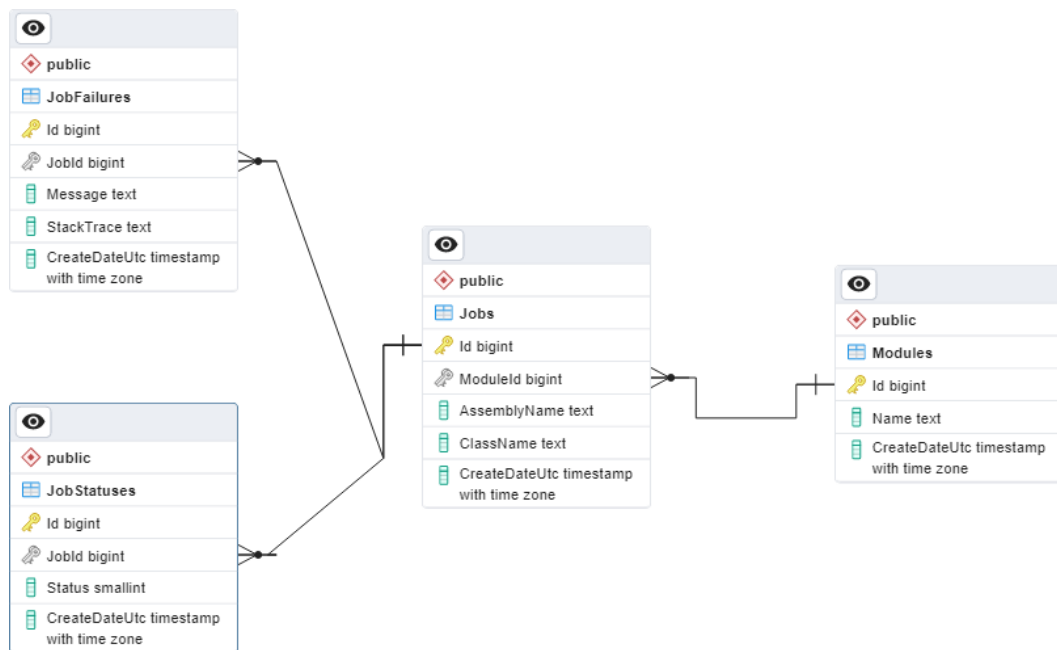 public
JobFailures
Id bigint
JobId bigint
Message text
StackTrace text
CreateDateUtc timestamp
with time zone
public
JobStatuses
Id bigint
JobId bigint
Status smallint
CreateDateUtc timestamp
with time zone
public
Jobs
Id bigint
ModuleId bigint
AssemblyName text
ClassName text
CreateDateUtc timestamp
with time zone
public
Modules
Id bigint
Name text
CreateDateUtc timestamp
with time zone